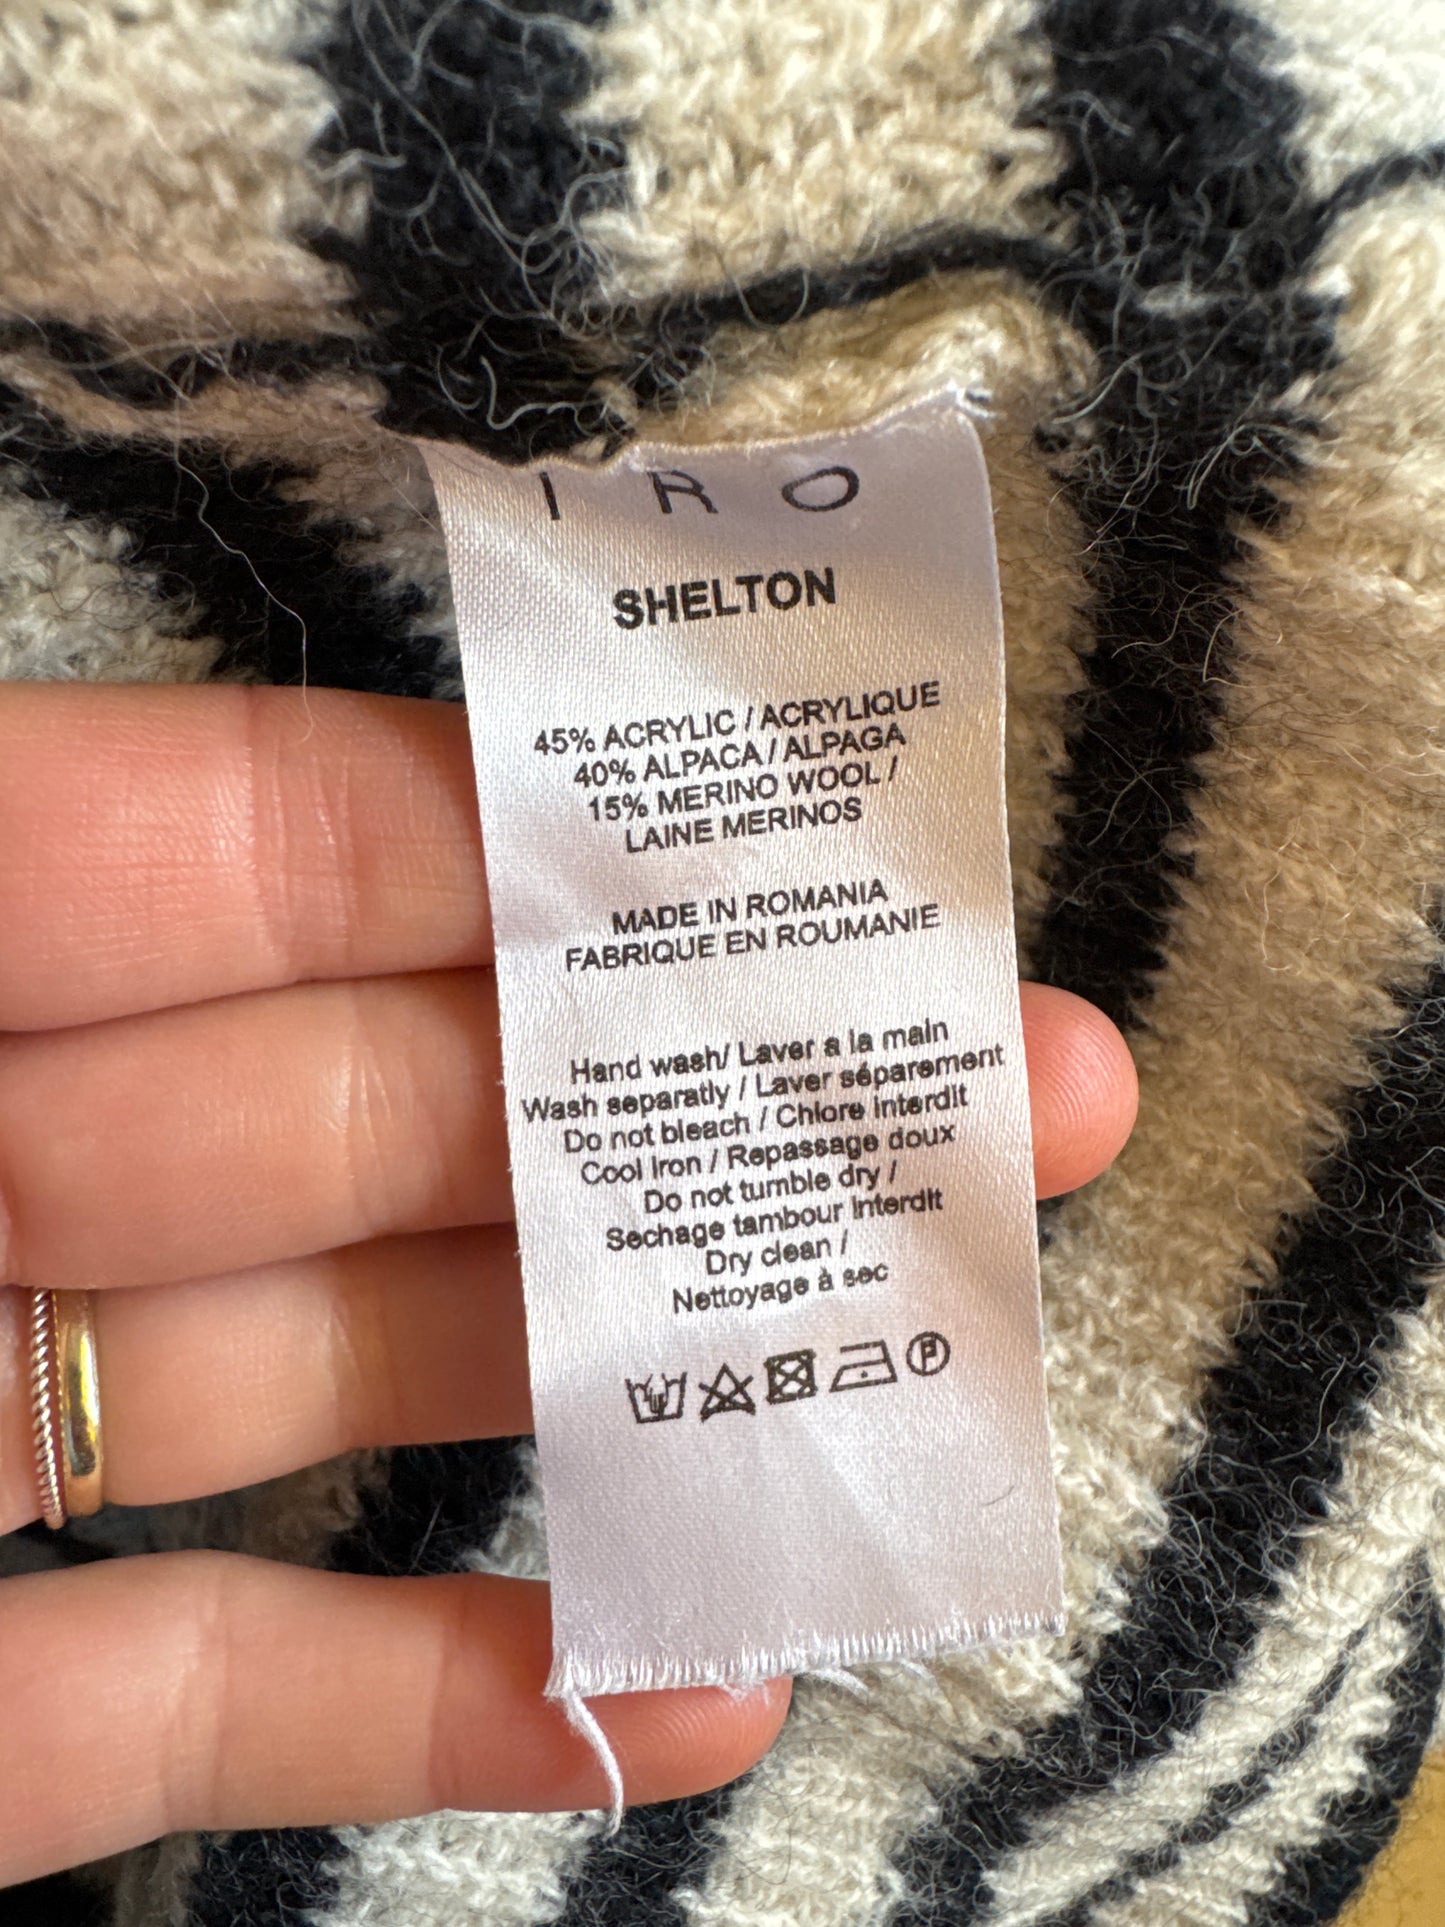 IRO
SHELTON
45% ACRYLIC / ACRYLIQUE
40% ALPACA / ALPAGA
15% MERINO WOOL /
LAINE MERINOS
MADE IN ROMANIA
FABRIQUE EN ROUMANIE
Hand wash/ Laver a la main
Wash separatly / Laver séparement
Do not bleach / Chlore interdit
Cool Iron / Repassage doux
Do not tumble dry /
Sechage tambour interdit
Dry clean /
Nettoyage à sec
P